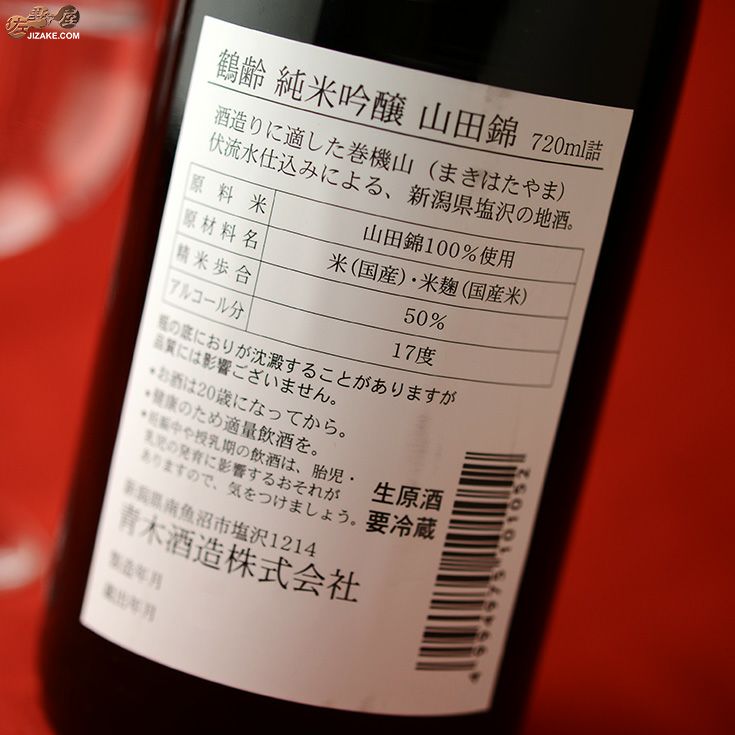 佐野屋
JIZAKE.COM
鶴齢 純米吟醸 山田錦 720ml詰
酒造りに適した巻機山（まきはたやま）
伏流水仕込みによる、新潟県塩沢の地酒。
原料米 山田錦100%使用
原材料名 米(国産)・米麹(国産米)
精米歩合 50%
アルコール分 17度
瓶の底におりが沈澱することがありますが
品質には影響ございません。
•お酒は20歳になってから。
•健康のため適量飲酒を。
•妊娠中や授乳期の飲酒は、胎児・
乳児の発育に影響するおそれが
ありますので、気をつけましょう。
生原酒
要冷蔵
新潟県南魚沼市塩沢1214
青木酒造株式会社
製造年月
蔵出年月
4994975101052